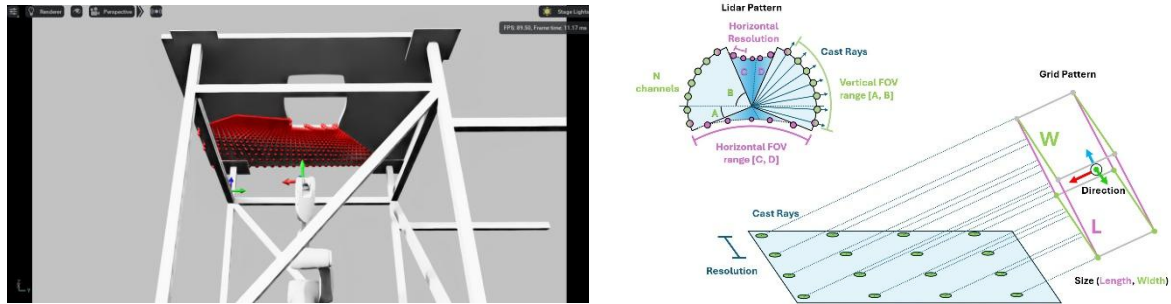 Renderer
Perspective
Stage Lights
FPS: 89.50, Frame time: 11.17 ms
Lidar Pattern
Horizontal
Resolution
Cast Rays
N
channels
C D
B
A
Vertical FOV
range [A, B]
Horizontal FOV
range [C, D]
Grid Pattern
W
Direction
L
Cast Rays
Resolution
Size (Length, Width)